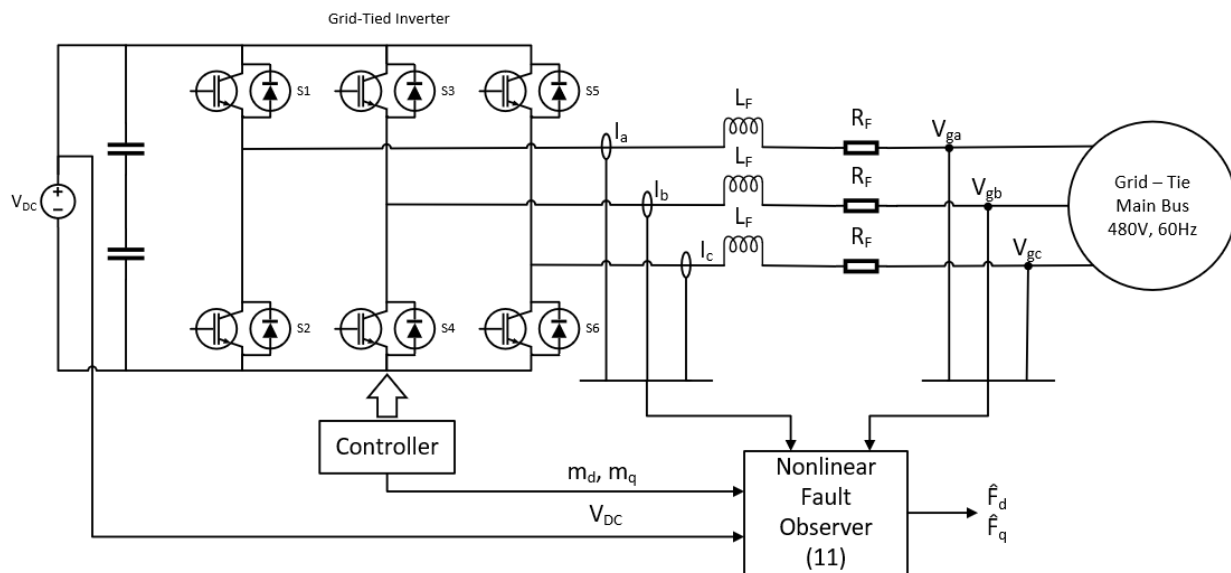 Grid-Tied Inverter
S1
S3
S5
I_a
L_F
R_F
V_ga
V_DC
+
−
I_b
L_F
R_F
V_gb
Grid – Tie
Main Bus
480V, 60Hz
I_c
L_F
R_F
V_gc
S2
S4
S6
Controller
m_d, m_q
V_DC
Nonlinear
Fault
Observer
(11)
F̂_d
F̂_q